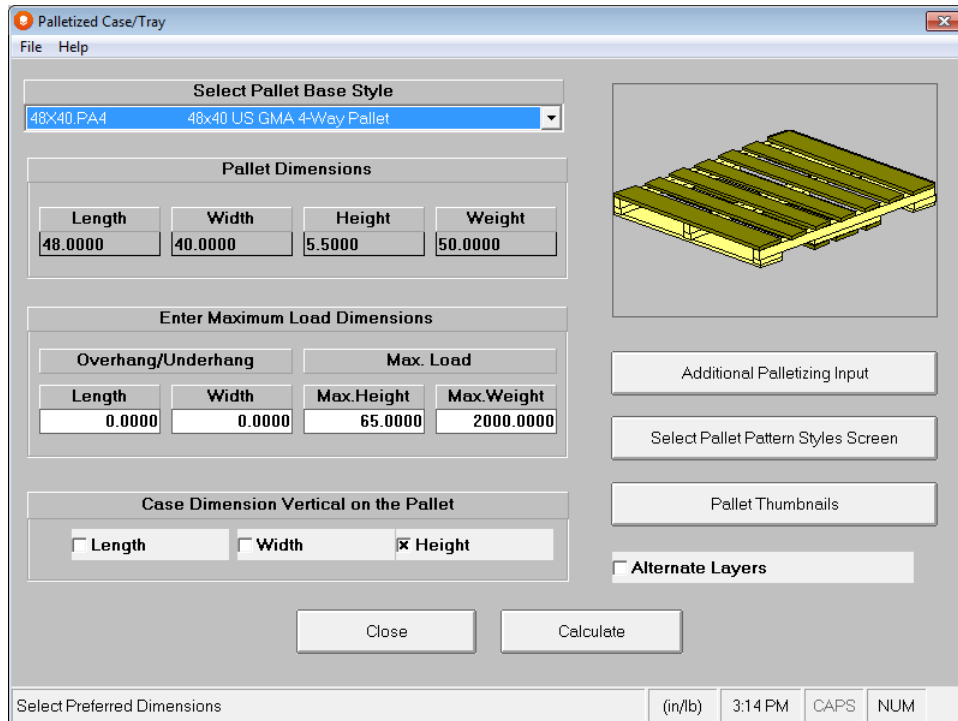 Palletized Case/Tray
File Help
Select Pallet Base Style
48X40.PA4 48x40 US GMA 4-Way Pallet
Pallet Dimensions
Length Width Height Weight
48.0000 40.0000 5.5000 50.0000
Enter Maximum Load Dimensions
Overhang/Underhang Max. Load
Length Width Max.Height Max.Weight
0.0000 0.0000 65.0000 2000.0000
Additional Palletizing Input
Select Pallet Pattern Styles Screen
Pallet Thumbnails
Case Dimension Vertical on the Pallet
Length Width Height
Alternate Layers
Close Calculate
Select Preferred Dimensions (in/lb) 3:14 PM CAPS NUM